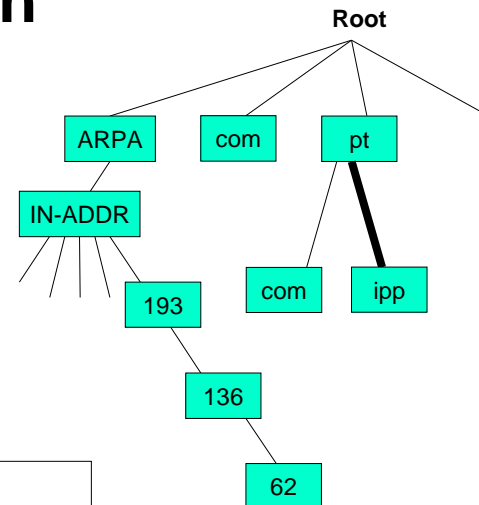 n
Root
ARPA
com
pt
IN-ADDR
com
ipp
193
136
62